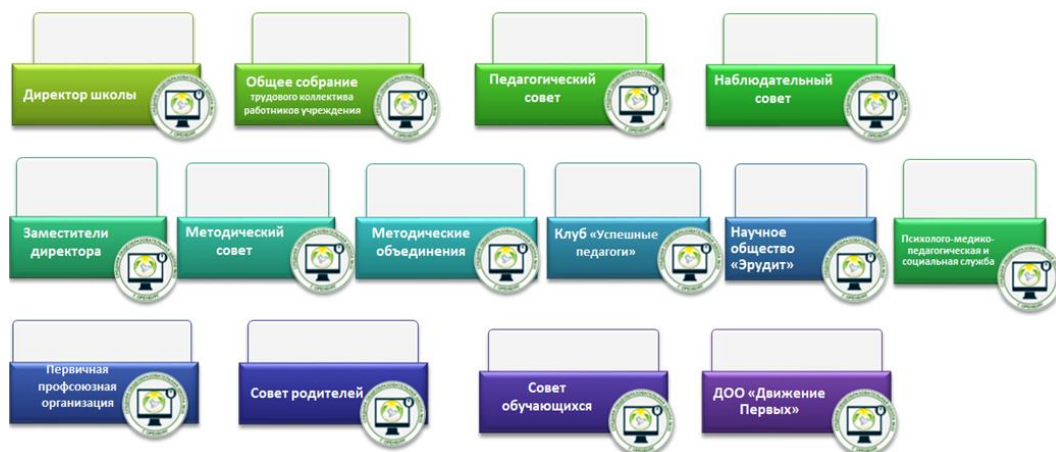 Директор школы
Общее собрание
трудового коллектива
работников учреждения
Педагогический
совет
Наблюдательный
совет
Заместители
директора
Методический
совет
Методические
объединения
Клуб «Успешные
педагоги»
Научное
общество
«Эрудит»
Психолого-медико-
педагогическая и
социальная служба
Первичная
профсоюзная
организация
Совет родителей
Совет
обучающихся
ДОО «Движение
Первых»